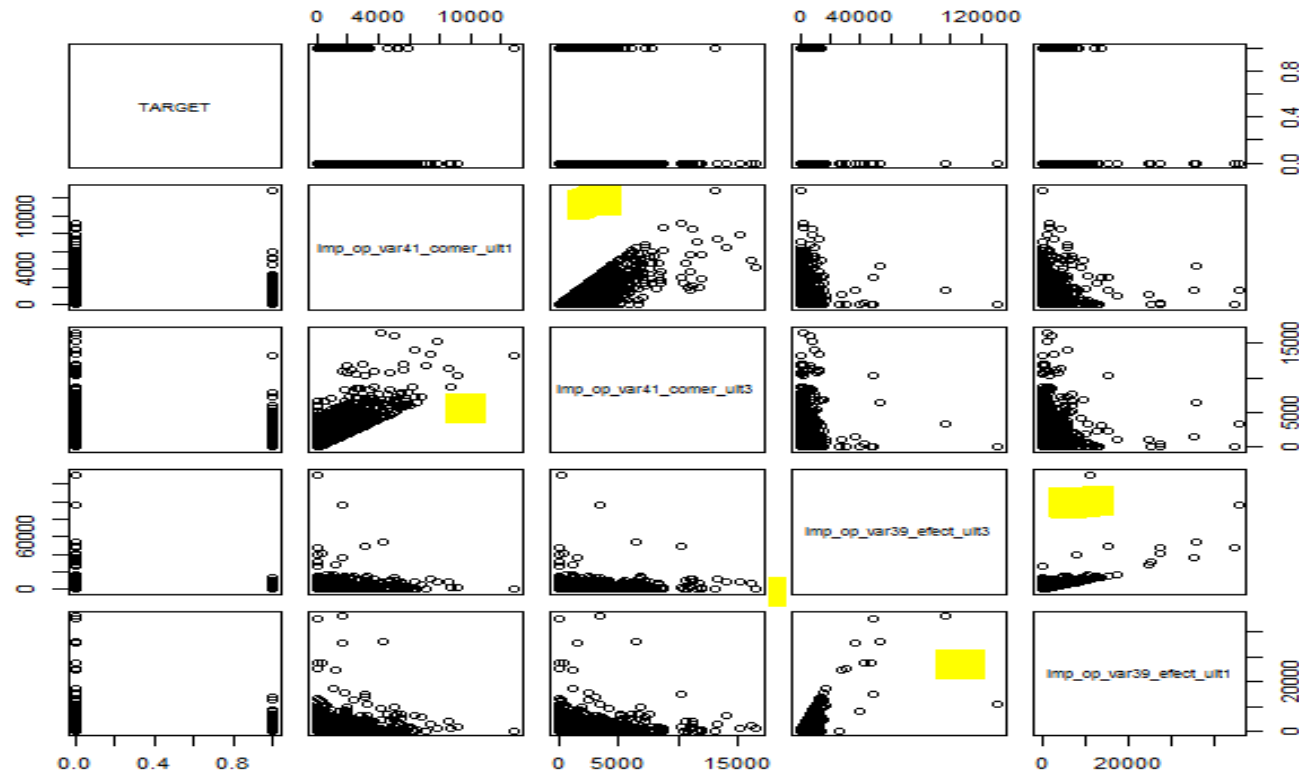 0 4000 10000 0 40000 120000
TARGET
0.0 0.4 0.8
0 4000 10000
Imp_op_var41_comer_ult1
Imp_op_var41_comer_ult3
0 5000 15000
0 60000
Imp_op_var39_efect_ult3
Imp_op_var39_efect_ult1
0 20000
0.0 0.4 0.8 0 5000 15000 0 20000